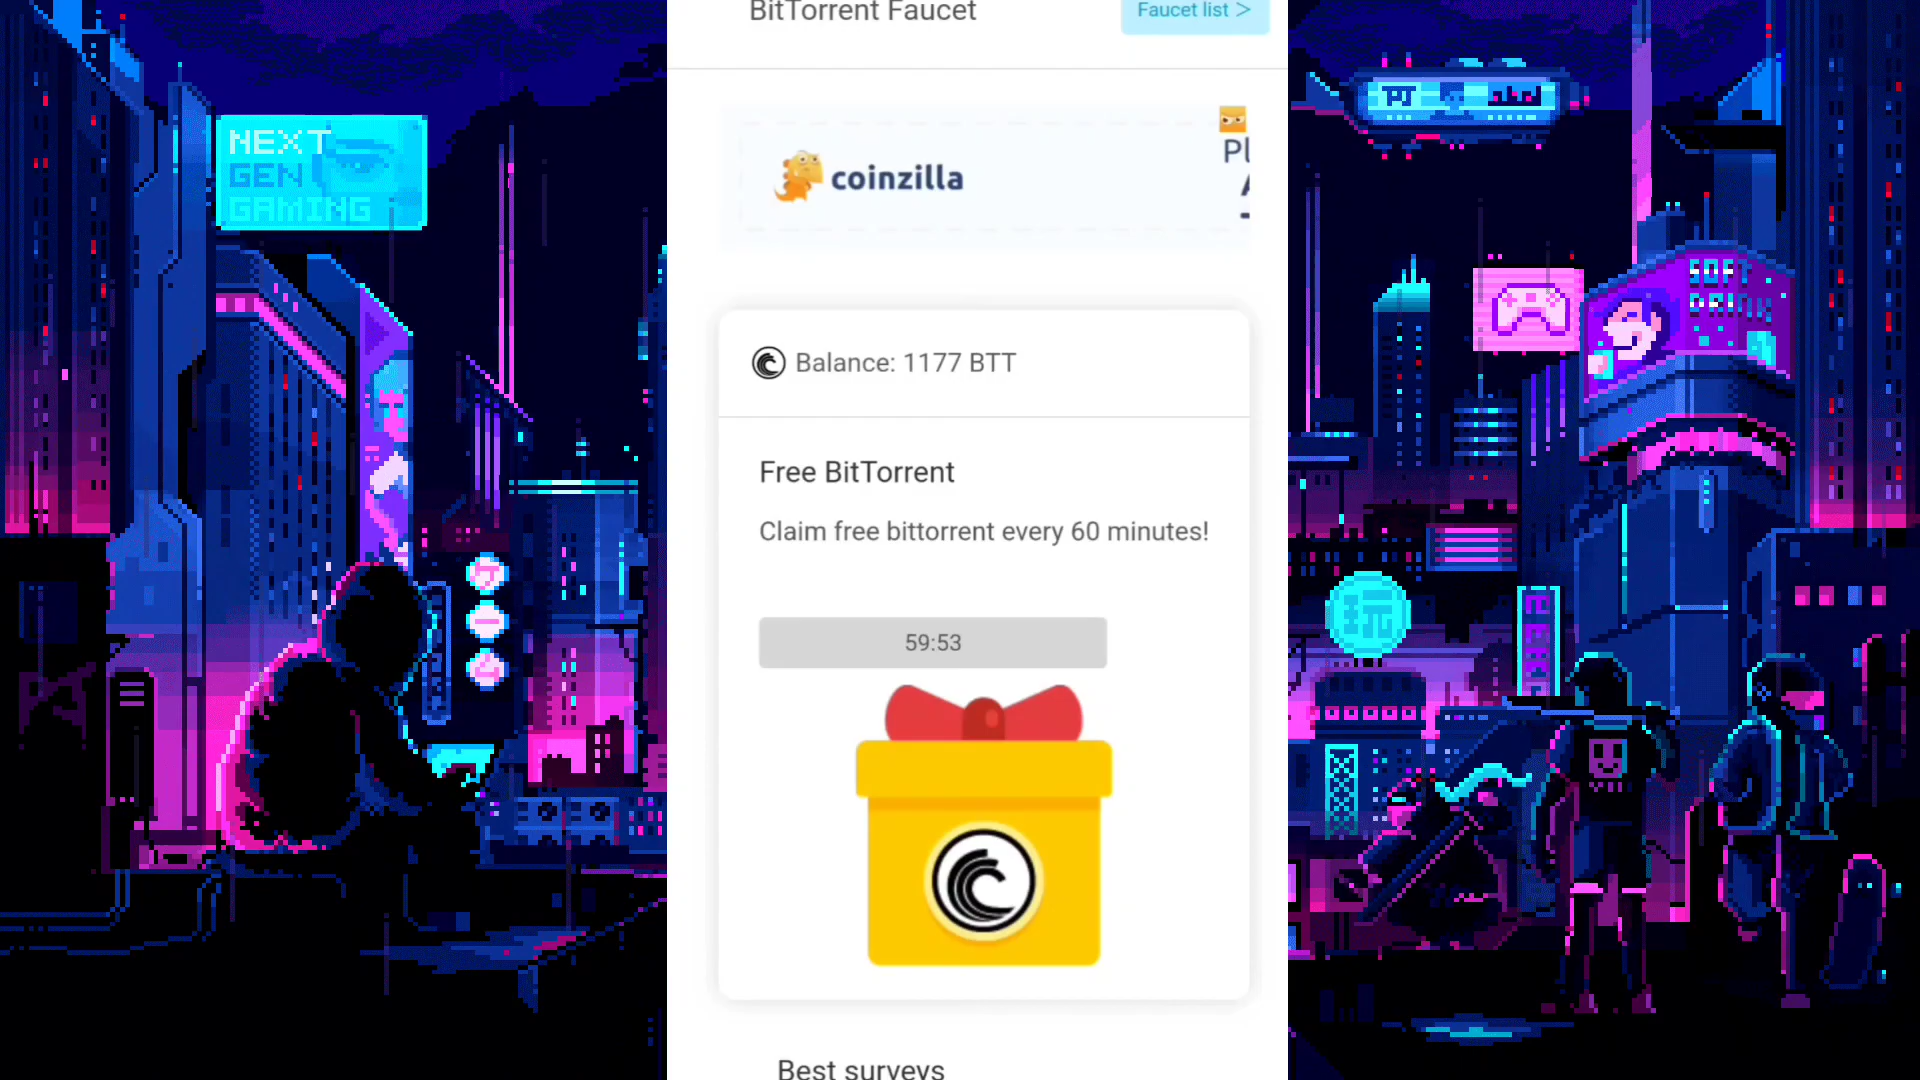 BitTorrent Faucet
Faucet list >
NEXT
GEN
GAMING
coinzilla
Pl
Balance: 1177 BTT
Free BitTorrent
Claim free bittorrent every 60 minutes!
59:53
玩
Best surveys